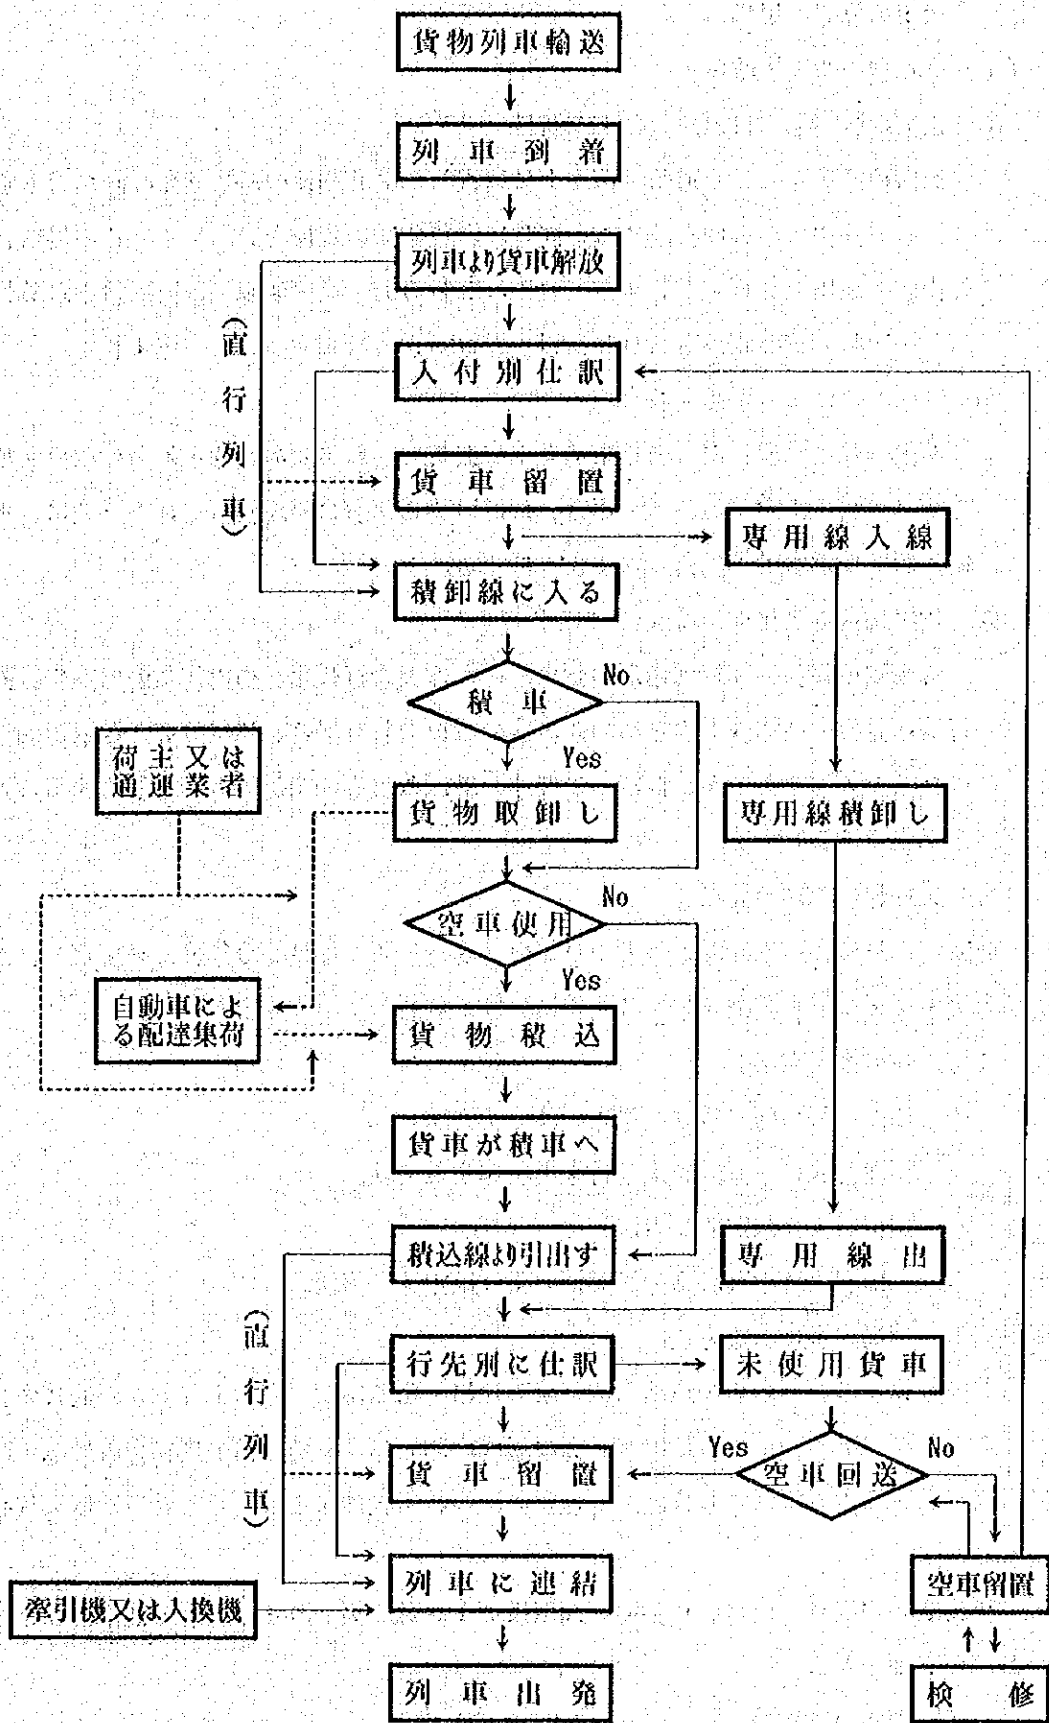 貨物列車輸送
列車到着
列車より貨車解放
(直行列車)
入付別仕訳
貨車留置
専用線入線
積卸線に入る
積車
No
Yes
荷主又は
通運業者
貨物取卸し
専用線積卸し
空車使用
No
Yes
自動車によ
る配達集荷
貨物積込
貨車が積車へ
積込線より引出す
専用線出
(直行列車)
行先別に仕訳
未使用貨車
貨車留置
Yes
空車回送
No
列車に連結
空車留置
牽引機又は入換機
列車出発
検修